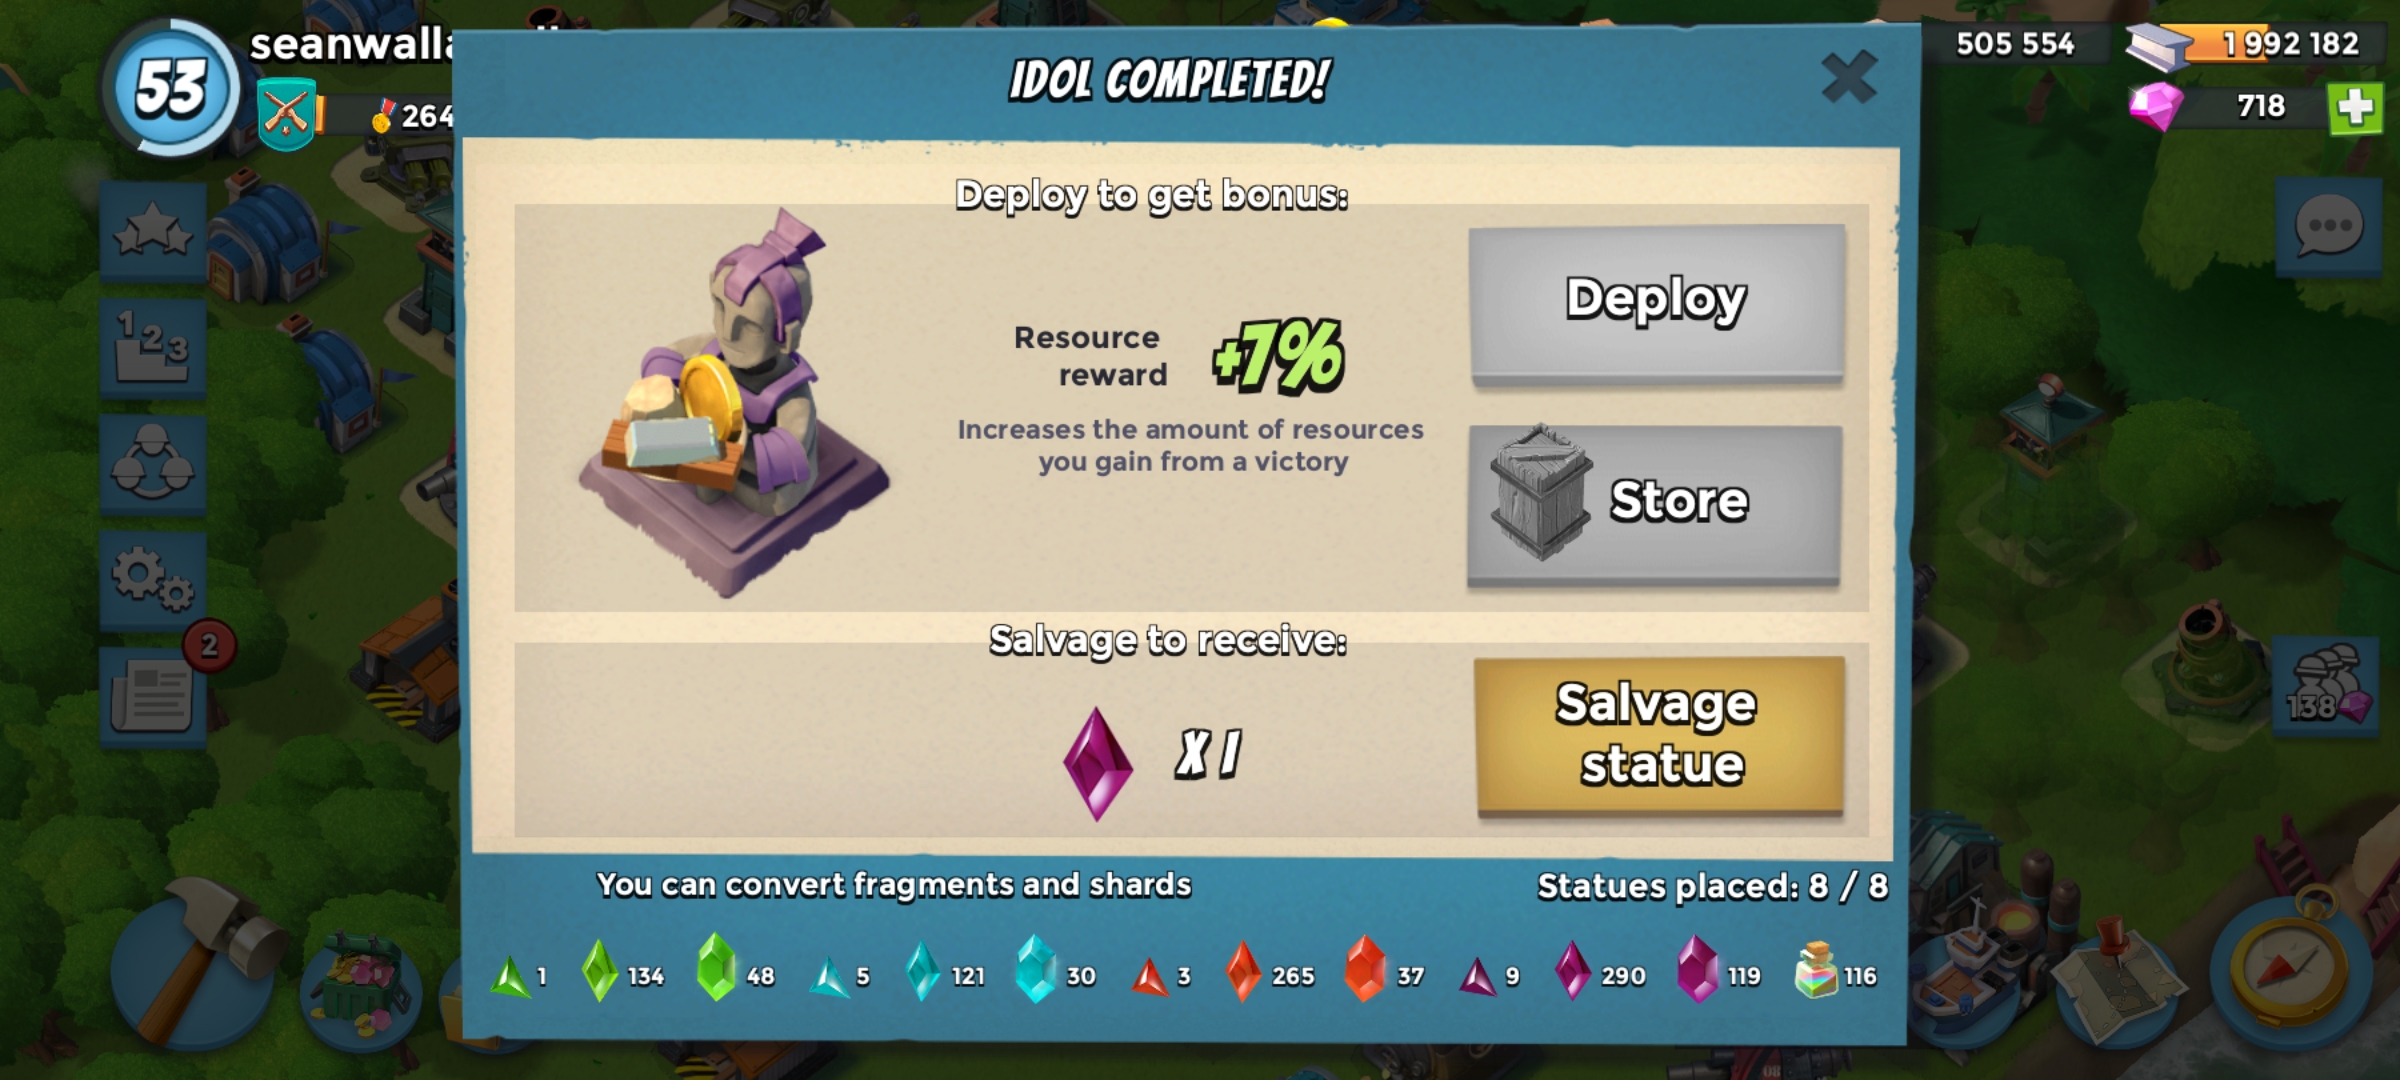 53
264
IDOL COMPLETED!
505 554
1 992 182
718
Deploy to get bonus:
Resource
reward
+7%
Increases the amount of resources
you gain from a victory
Deploy
Store
123
2
138
Salvage to receive:
X 1
Salvage
statue
You can convert fragments and shards
Statues placed: 8 / 8
1 134 48 5 121 30 3 265 37 9 290 119 116
08